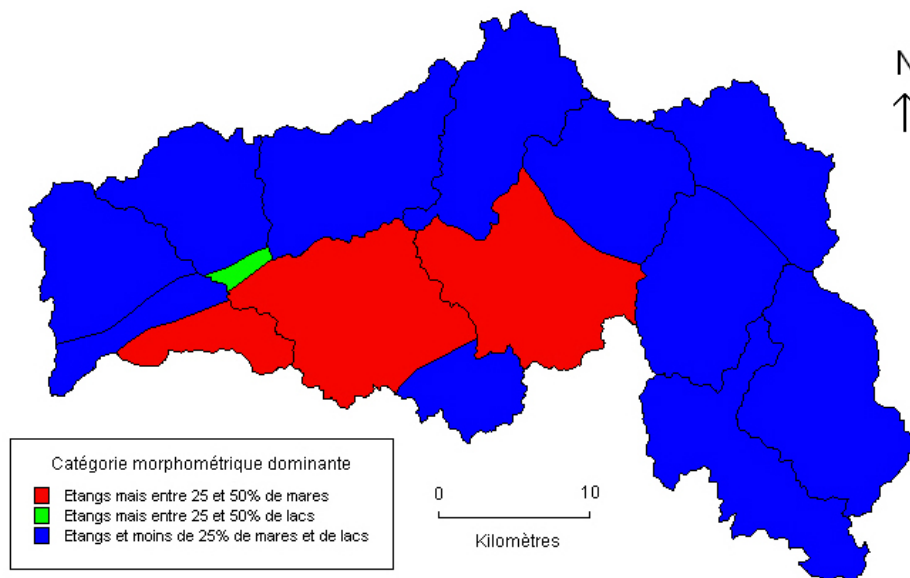 N
Catégorie morphométrique dominante
Etangs mais entre 25 et 50% de mares
Etangs mais entre 25 et 50% de lacs
Etangs et moins de 25% de mares et de lacs
0 10
Kilomètres